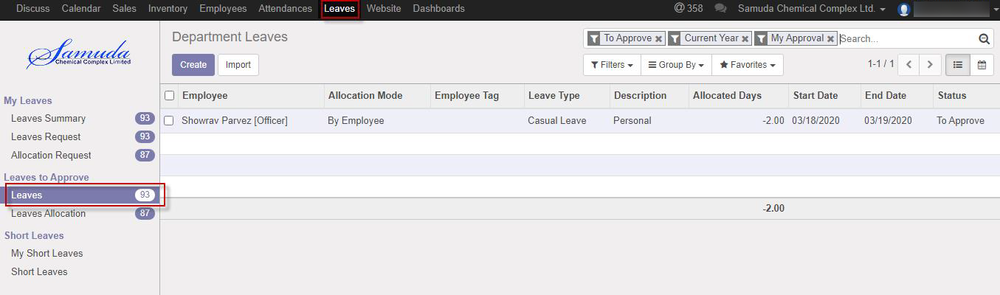 Discuss Calendar Sales Inventory Employees Attendances Leaves Website Dashboards @ 358 Samuda Chemical Complex Ltd.
Samuda
Chemical Complex Limited
Department Leaves
To Approve Current Year My Approval Search...
Create Import
Filters Group By Favorites 1-1 / 1
My Leaves
Leaves Summary 93
Leaves Request 93
Allocation Request 87
Leaves to Approve
Leaves 93
Leaves Allocation 87
Short Leaves
My Short Leaves
Short Leaves
Employee Allocation Mode Employee Tag Leave Type Description Allocated Days Start Date End Date Status
Showrav Parvez [Officer] By Employee Casual Leave Personal -2.00 03/18/2020 03/19/2020 To Approve
-2.00